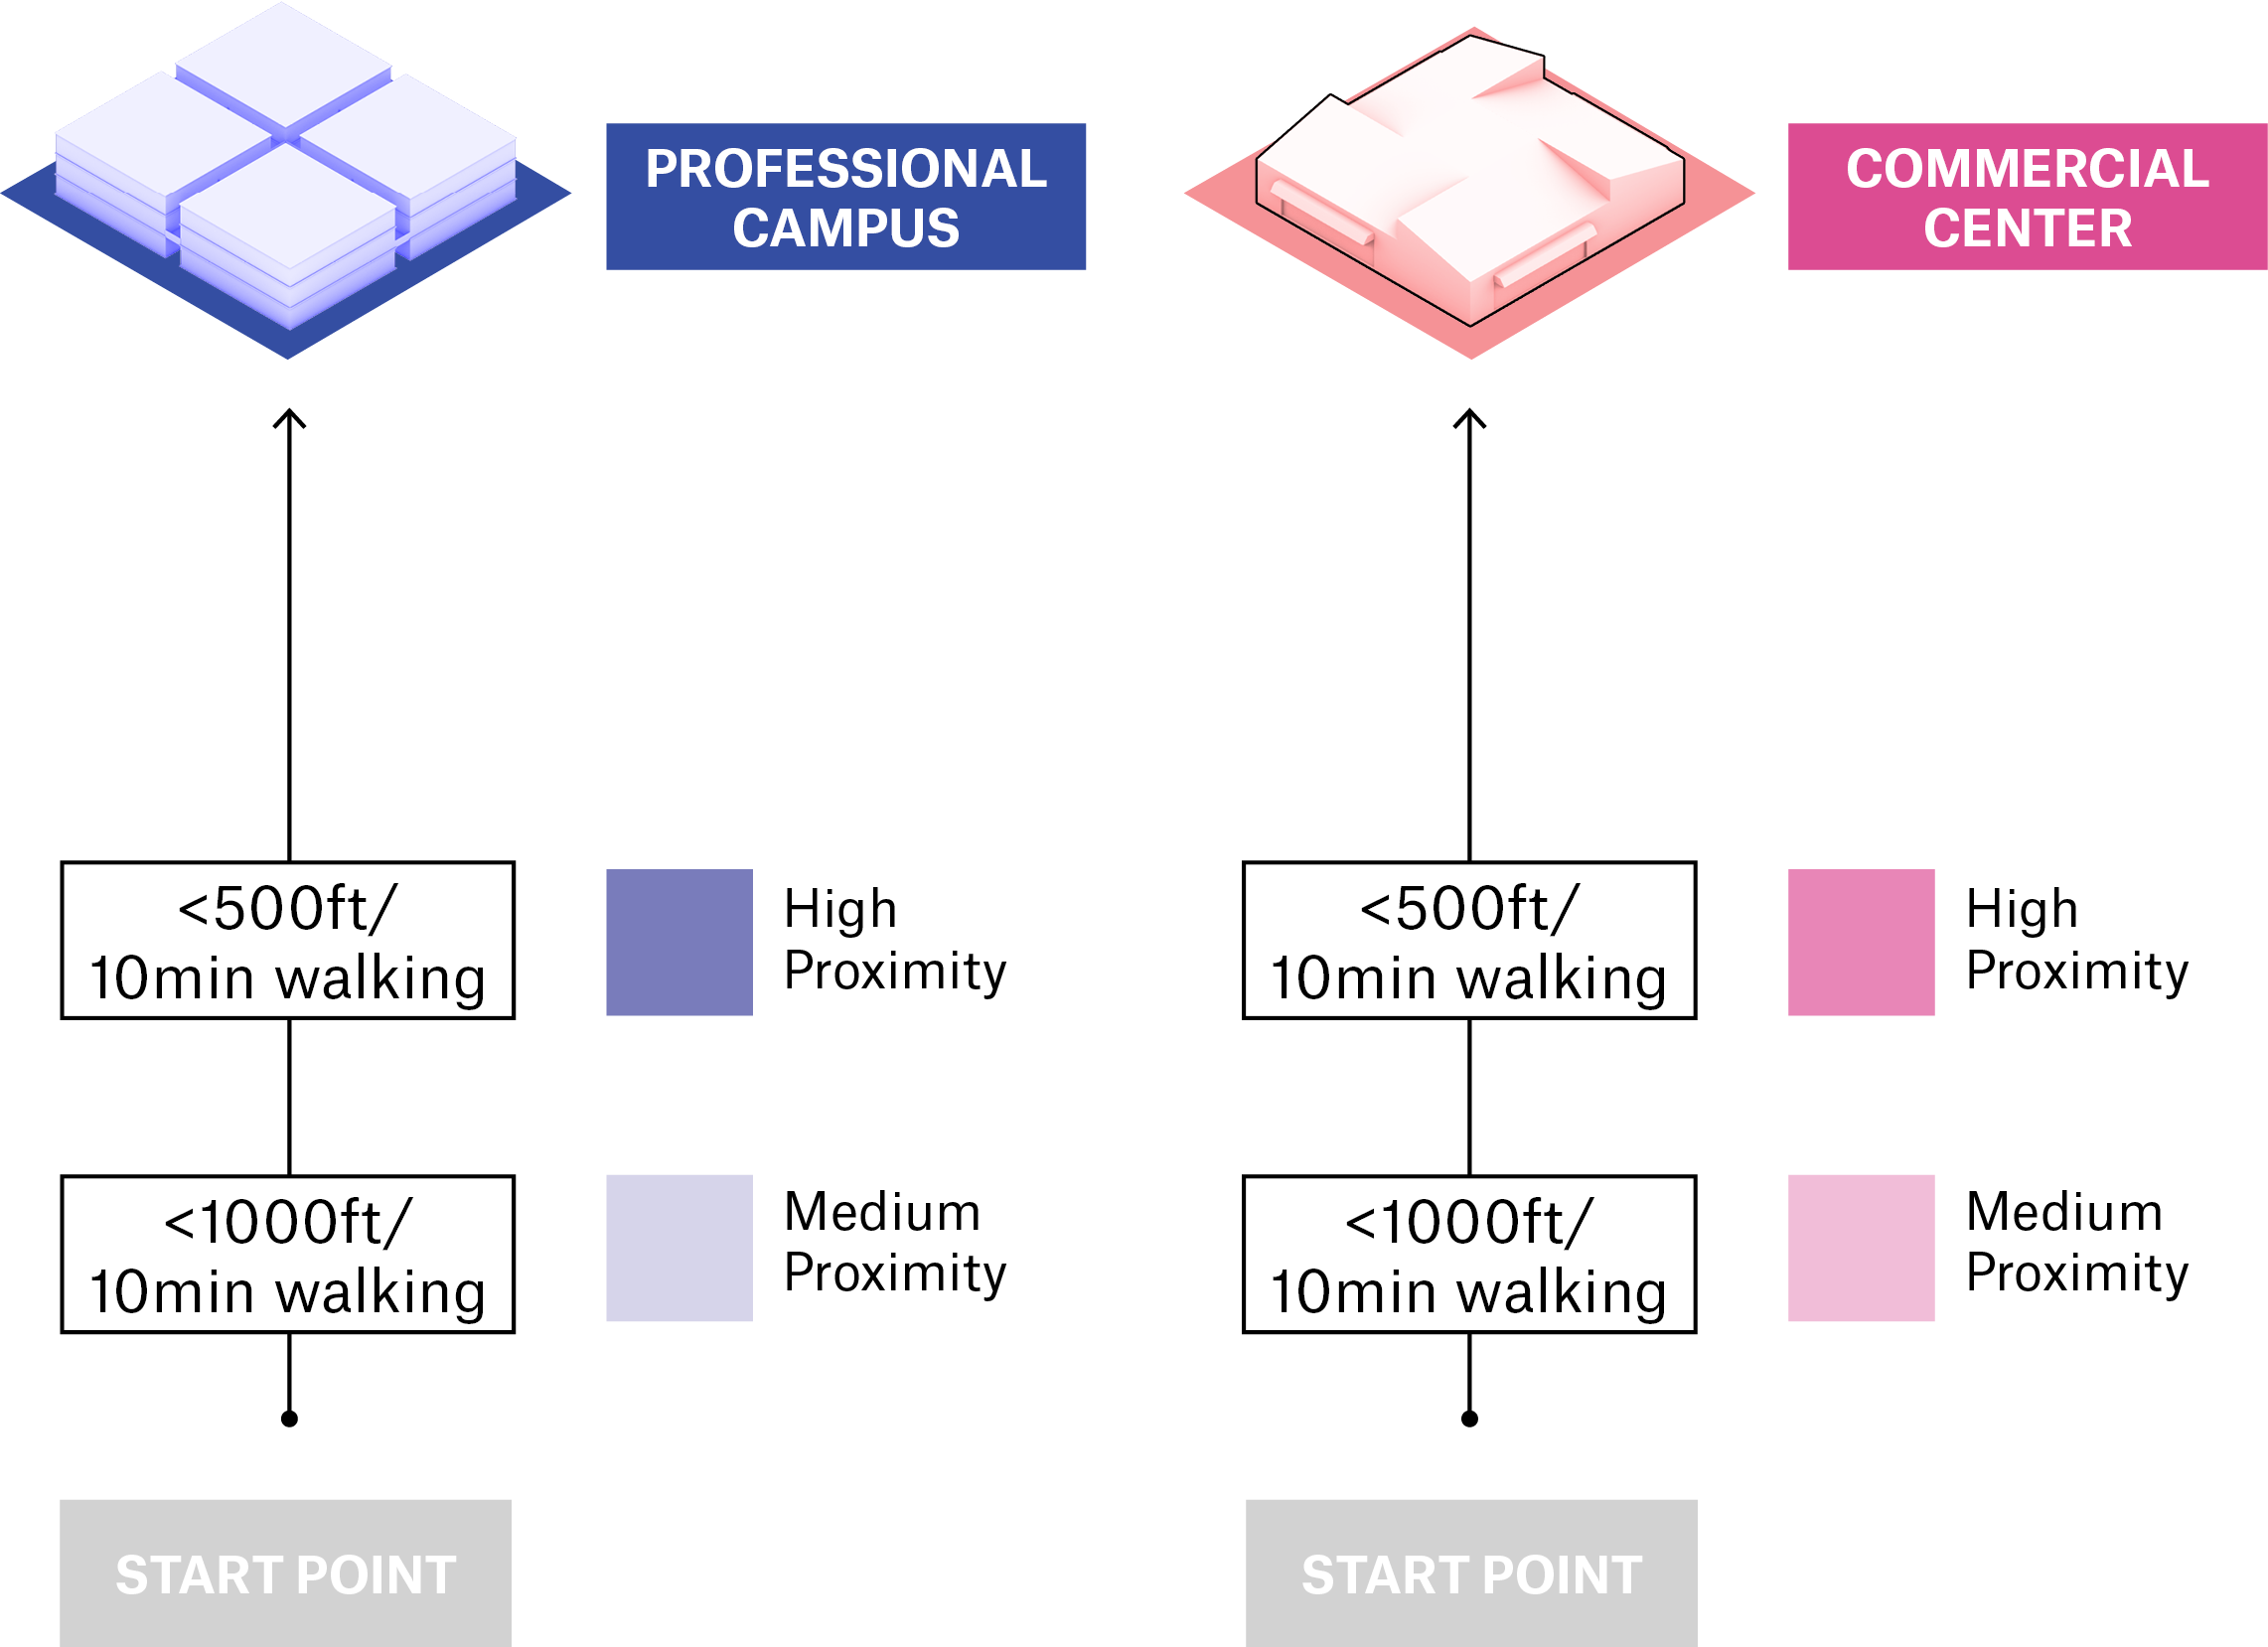 PROFESSIONAL
CAMPUS
<500ft/
10min walking
High
Proximity
<1000ft/
10min walking
Medium
Proximity
START POINT
COMMERCIAL
CENTER
<500ft/
10min walking
High
Proximity
<1000ft/
10min walking
Medium
Proximity
START POINT